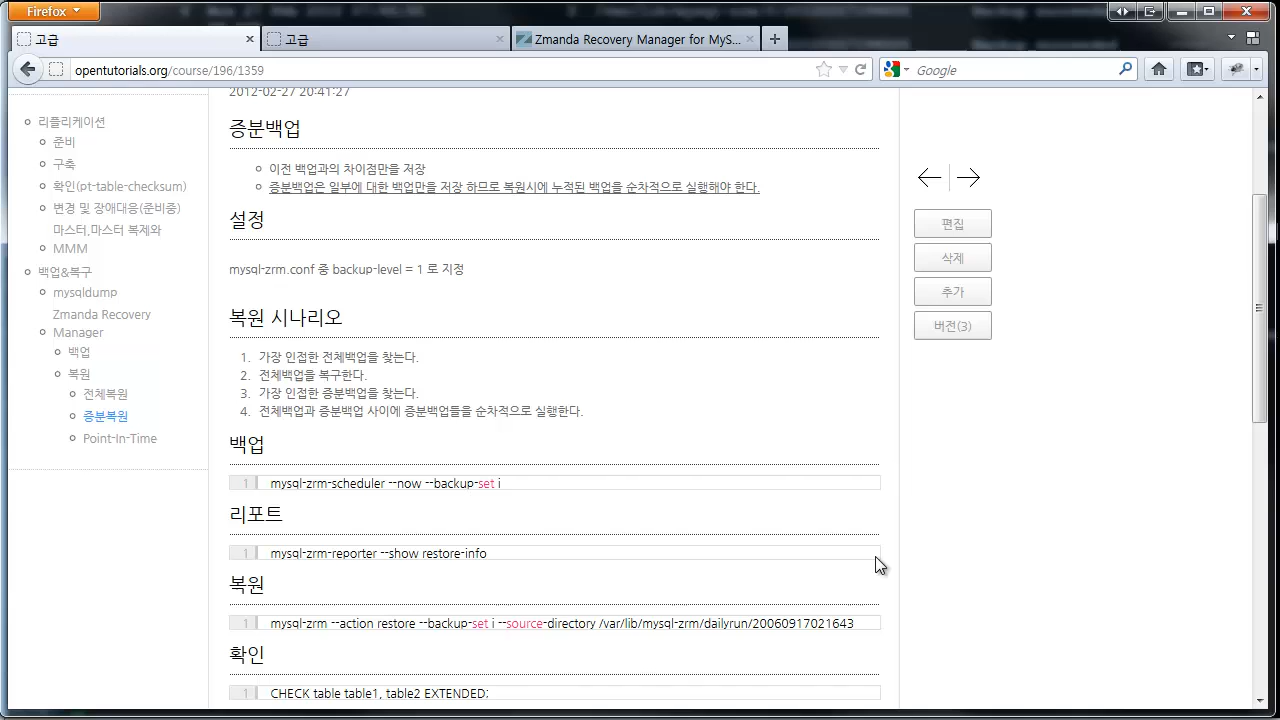 Firefox
고급
고급
Zmanda Recovery Manager for MyS...
opentutorials.org/course/196/1359
Google
2012-02-27 20:41:27
리플리케이션
준비
구축
확인(pt-table-checksum)
변경 및 장애대응(준비중)
마스터,마스터 복제와
MMM
백업&복구
mysqldump
Zmanda Recovery
Manager
백업
복원
전체복원
증분복원
Point-In-Time
증분백업
이전 백업과의 차이점만을 저장
증분백업은 일부에 대한 백업만을 저장 하므로 복원시에 누적된 백업을 순차적으로 실행해야 한다.
설정
mysql-zrm.conf 중 backup-level = 1 로 지정
복원 시나리오
1. 가장 인접한 전체백업을 찾는다.
2. 전체백업을 복구한다.
3. 가장 인접한 증분백업을 찾는다.
4. 전체백업과 증분백업 사이에 증분백업들을 순차적으로 실행한다.
백업
1 mysql-zrm-scheduler --now --backup-set i
리포트
1 mysql-zrm-reporter --show restore-info
복원
1 mysql-zrm --action restore --backup-set i --source-directory /var/lib/mysql-zrm/dailyrun/20060917021643
확인
1 CHECK table table1, table2 EXTENDED;
편집
삭제
추가
버전(3)